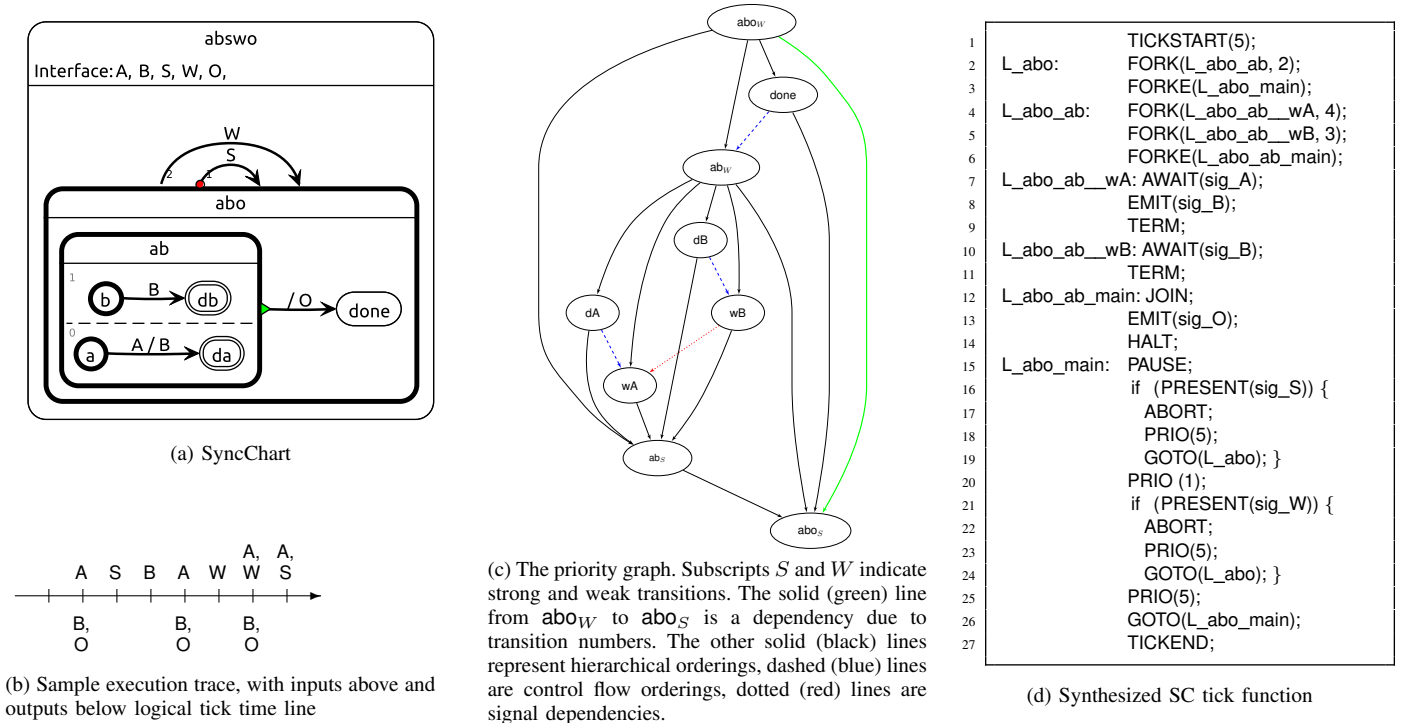 abswo
Interface:A, B, S, W, O,
W
S
2
1
abo
ab
1
b
B
db
/ O
done
0
a
A / B
da
(a) SyncChart
A S B A W A, W A, S
B, O B, O B, O
(b) Sample execution trace, with inputs above and
outputs below logical tick time line
abo_W
done
ab_W
dB
dA
wB
wA
ab_S
abo_S
(c) The priority graph. Subscripts S and W indicate
strong and weak transitions. The solid (green) line
from abo_W to abo_S is a dependency due to
transition numbers. The other solid (black) lines
represent hierarchical orderings, dashed (blue) lines
are control flow orderings, dotted (red) lines are
signal dependencies.
1 TICKSTART(5);
2 L_abo: FORK(L_abo_ab, 2);
3 FORKE(L_abo_main);
4 L_abo_ab: FORK(L_abo_ab__wA, 4);
5 FORK(L_abo_ab__wB, 3);
6 FORKE(L_abo_ab_main);
7 L_abo_ab__wA: AWAIT(sig_A);
8 EMIT(sig_B);
9 TERM;
10 L_abo_ab__wB: AWAIT(sig_B);
11 TERM;
12 L_abo_ab_main: JOIN;
13 EMIT(sig_O);
14 HALT;
15 L_abo_main: PAUSE;
16 if (PRESENT(sig_S)) {
17 ABORT;
18 PRIO(5);
19 GOTO(L_abo); }
20 PRIO (1);
21 if (PRESENT(sig_W)) {
22 ABORT;
23 PRIO(5);
24 GOTO(L_abo); }
25 PRIO(5);
26 GOTO(L_abo_main);
27 TICKEND;
(d) Synthesized SC tick function